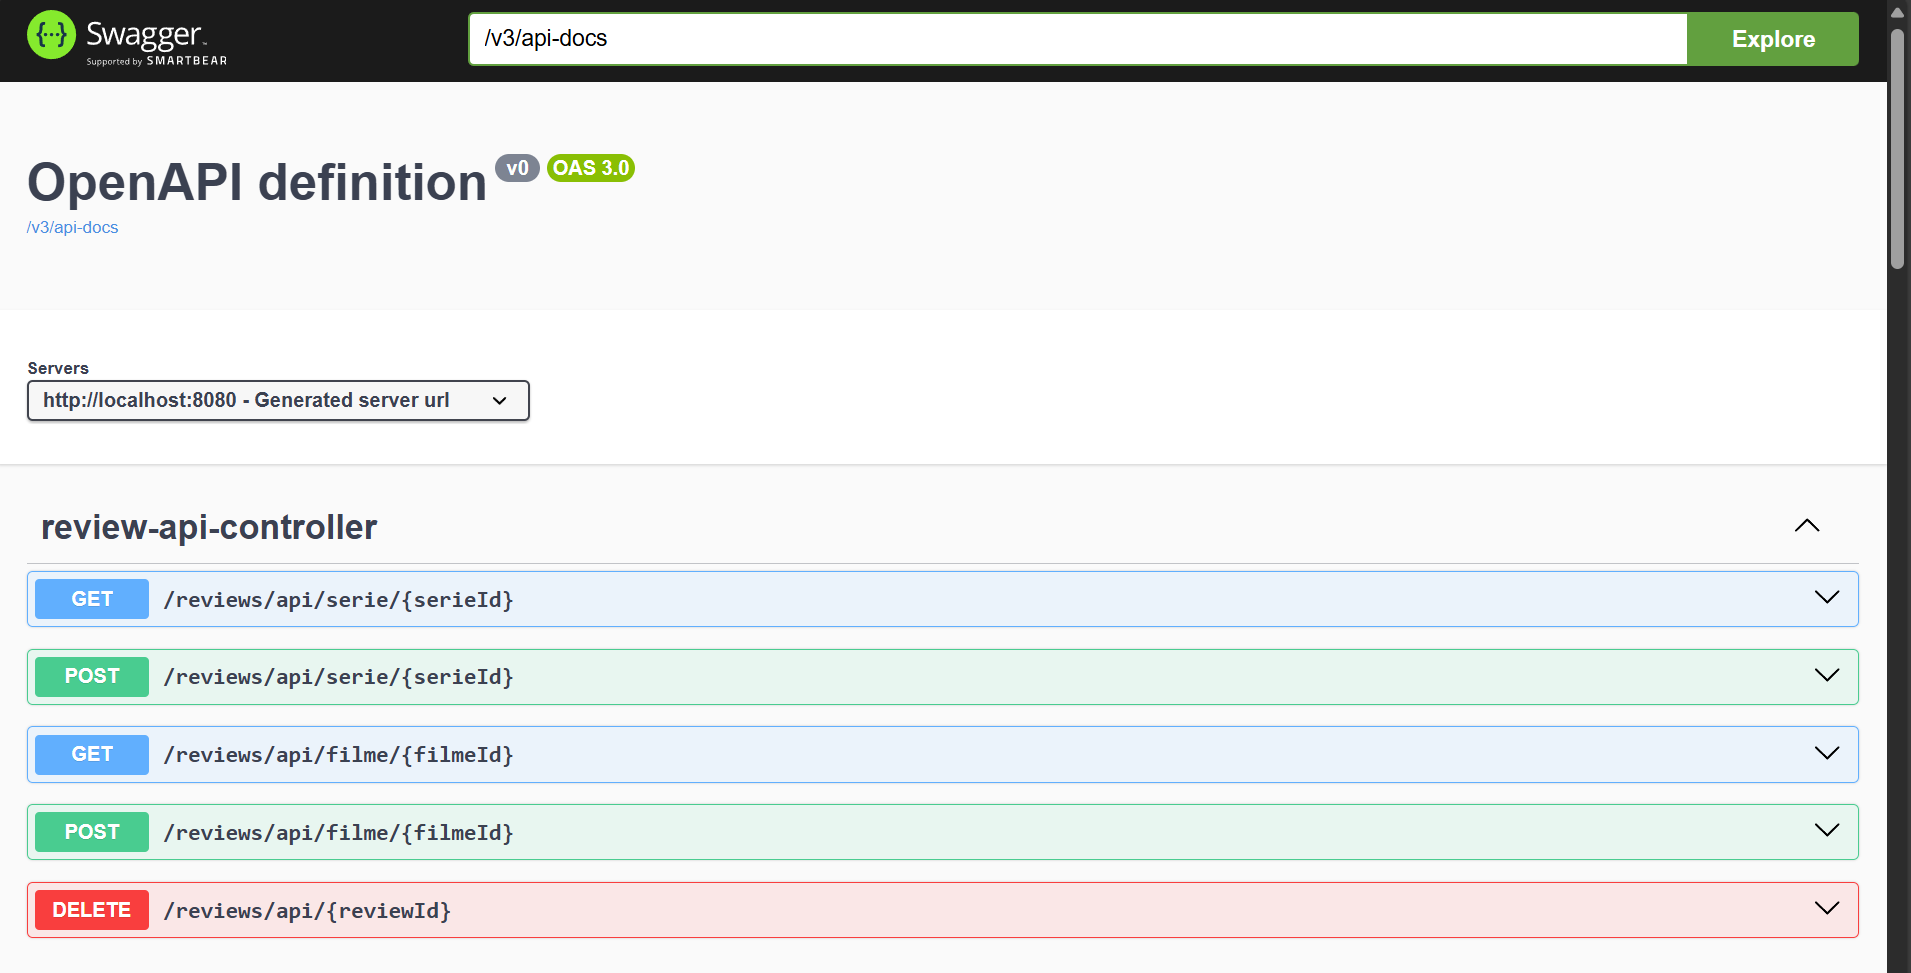 {···} Swagger™
Supported by SMARTBEAR
/v3/api-docs
Explore
OpenAPI definition v0 OAS 3.0
/v3/api-docs
Servers
http://localhost:8080 - Generated server url
review-api-controller
GET /reviews/api/serie/{serieId}
POST /reviews/api/serie/{serieId}
GET /reviews/api/filme/{filmeId}
POST /reviews/api/filme/{filmeId}
DELETE /reviews/api/{reviewId}